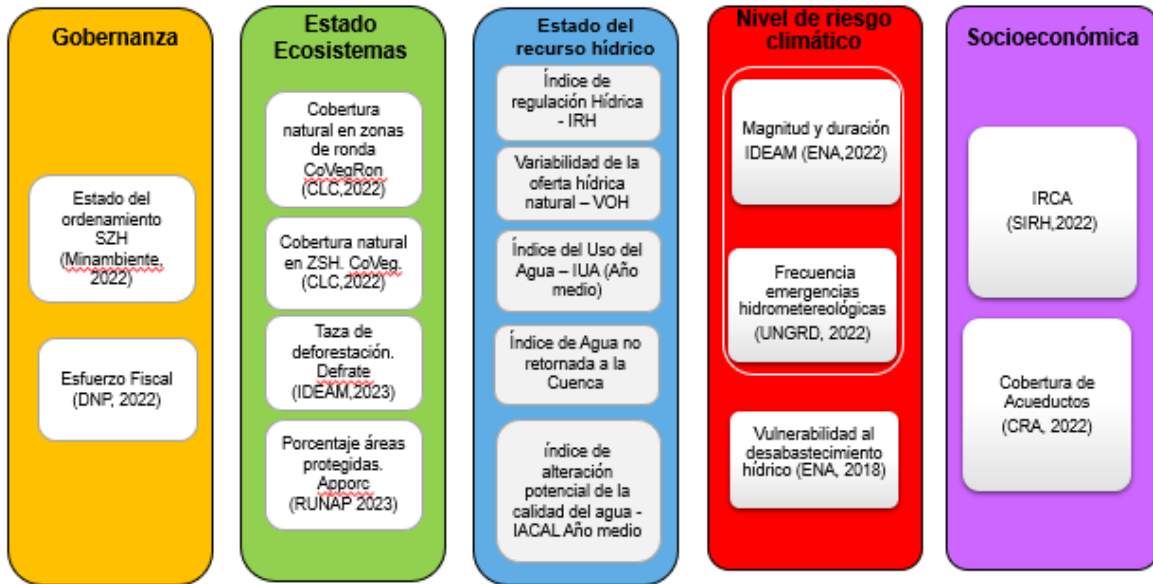 Gobernanza
Estado del
ordenamiento
SZH
(Minambiente,
2022)
Esfuerzo Fiscal
(DNP, 2022)
Estado
Ecosistemas
Cobertura
natural en zonas
de ronda
CoVegRon
(CLC,2022)
Cobertura natural
en ZSH. CoVeg.
(CLC,2022)
Taza de
deforestación.
Defrate
(IDEAM,2023)
Porcentaje áreas
protegidas.
Apporc
(RUNAP 2023)
Estado del
recurso hídrico
Índice de
regulación Hídrica
- IRH
Variabilidad de la
oferta hídrica
natural – VOH
Índice del Uso del
Agua – IUA (Año
medio)
Índice de Agua no
retornada a la
Cuenca
índice de
alteración
potencial de la
calidad del agua -
IACAL Año medio
Nivel de riesgo
climático
Magnitud y duración
IDEAM (ENA,2022)
Frecuencia
emergencias
hidrometereológicas
(UNGRD, 2022)
Vulnerabilidad al
desabastecimiento
hídrico (ENA, 2018)
Socioeconómica
IRCA
(SIRH,2022)
Cobertura de
Acueductos
(CRA, 2022)